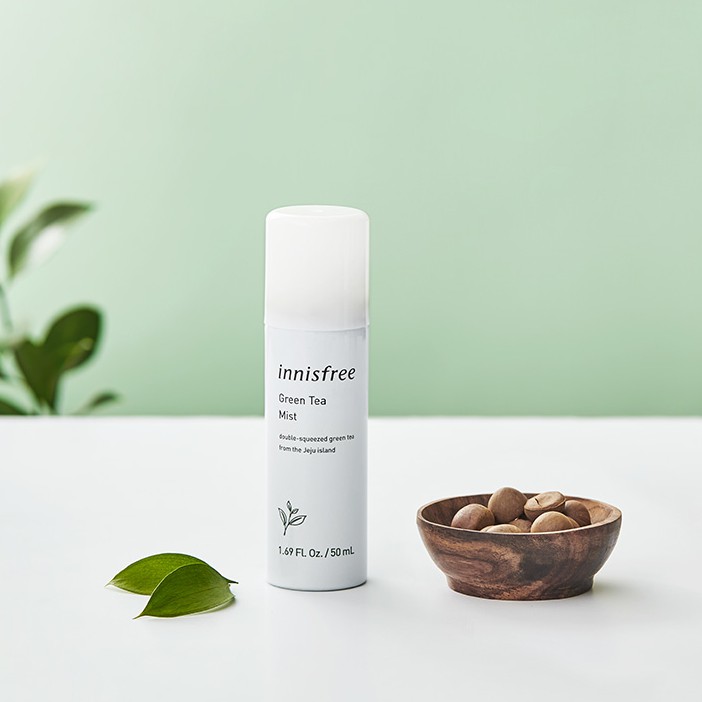 innisfree
Green Tea
Mist
double-squeezed green tea
from the Jeju island
1.69 FL. Oz. / 50 mL